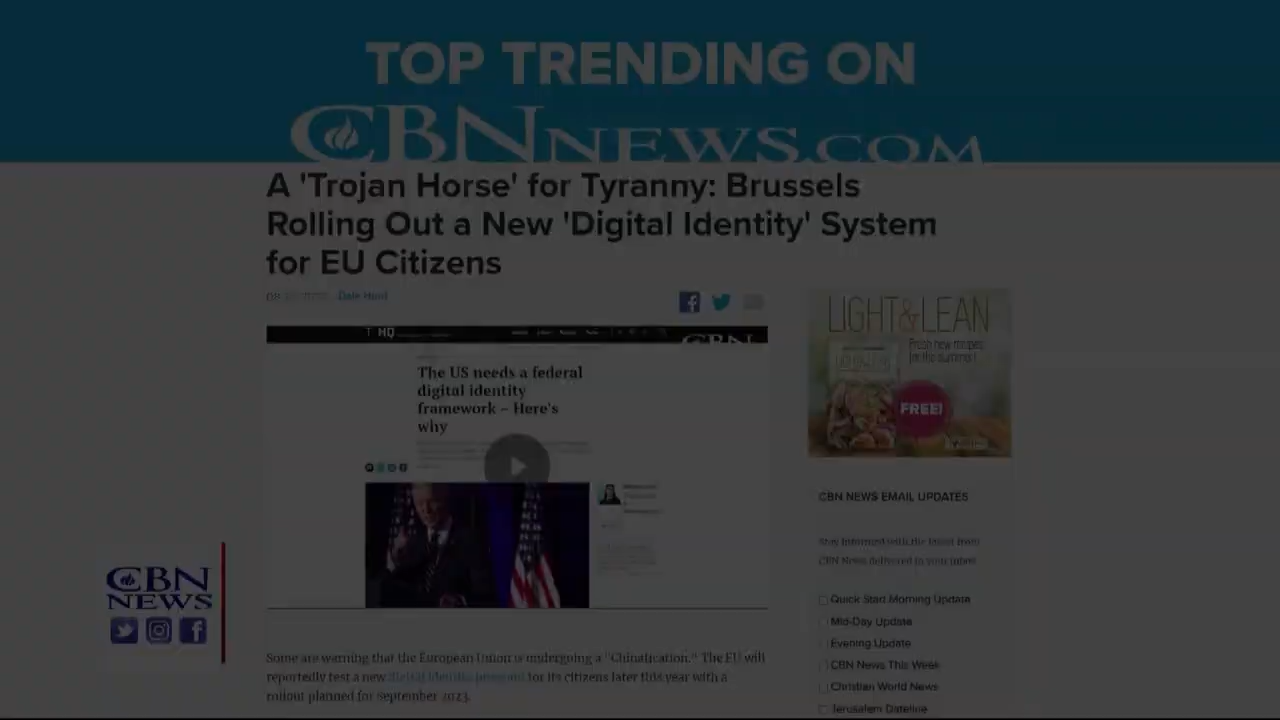 TOP TRENDING ON
CBNNEWS.COM
A 'Trojan Horse' for Tyranny: Brussels
Rolling Out a New 'Digital Identity' System
for EU Citizens
Dale Hurd
HQ
CBN
The US needs a federal
digital identity
framework – Here's
why
LIGHT&LEAN
Fresh new recipes
for the summer!
FREE!
CBN NEWS EMAIL UPDATES
Stay informed with the latest from
CBN News delivered to your inbox.
Quick Start Morning Update
Mid-Day Update
Evening Update
CBN News This Week
Christian World News
Jerusalem Dateline
CBN
NEWS
Some are warning that the European Union is undergoing a "Chinafication." The EU will
reportedly test a new digital identity program for its citizens later this year with a
rollout planned for September 2023.